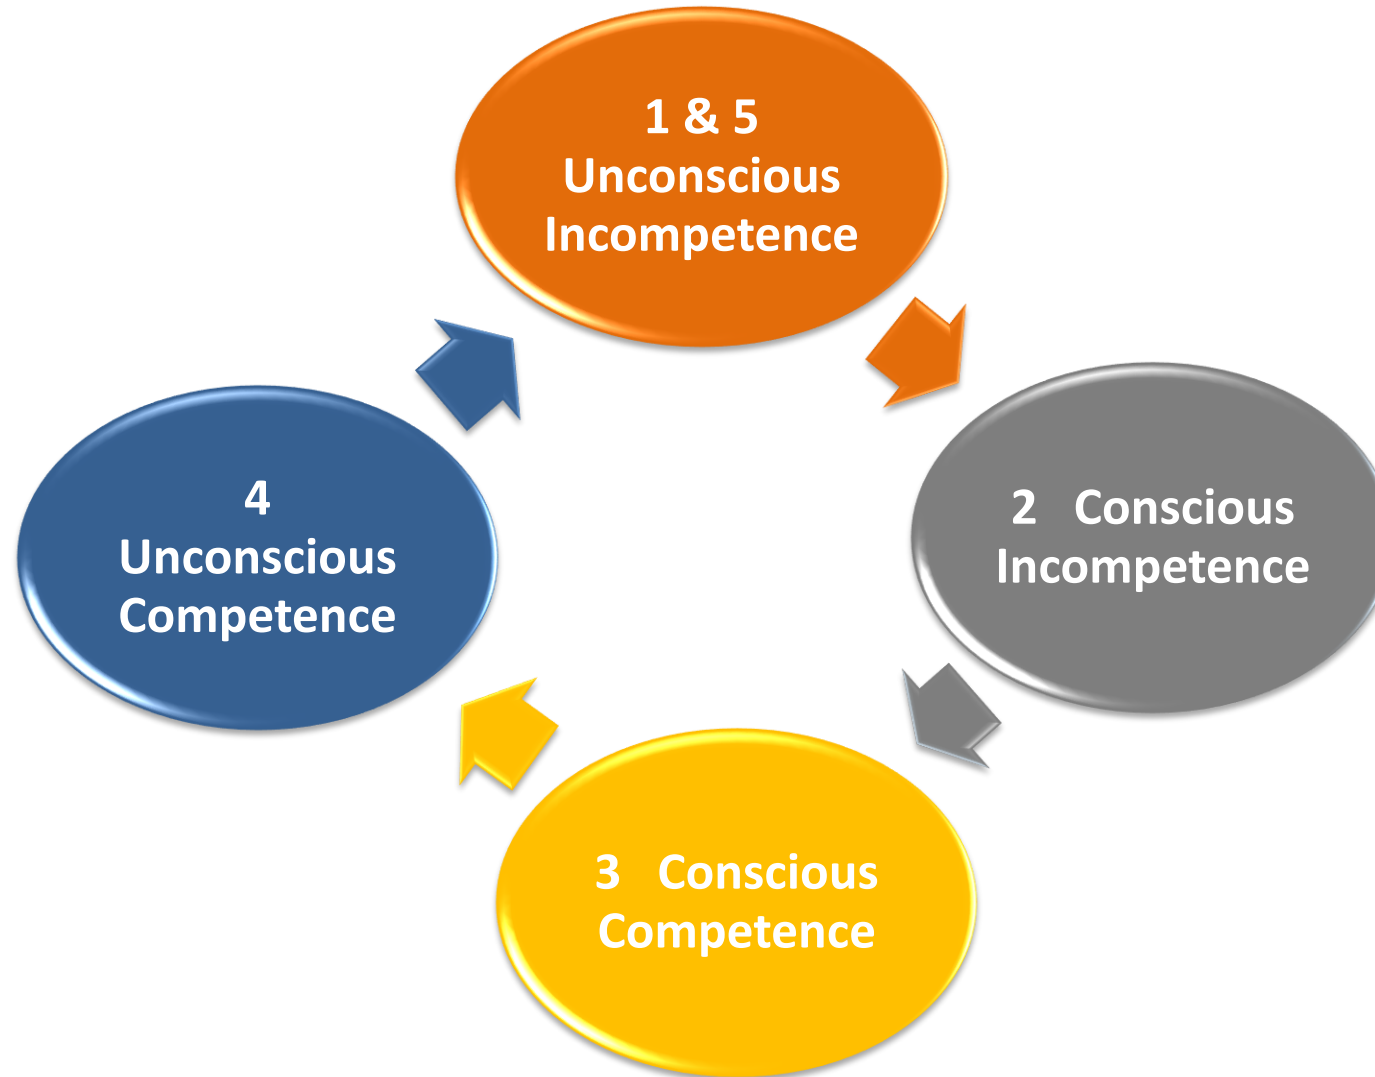 1 & 5
Unconscious
Incompetence
2 Conscious
Incompetence
3 Conscious
Competence
4
Unconscious
Competence